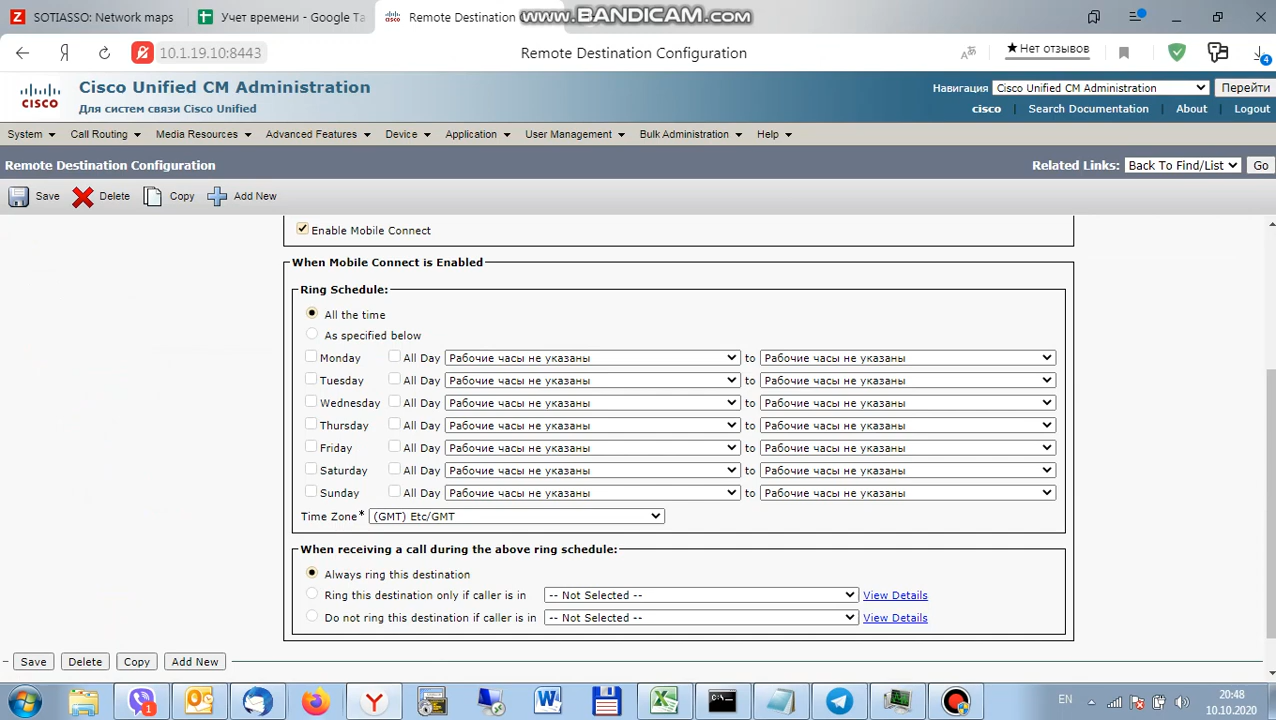 SOTIASSO: Network maps
Учет времени - Google Та
Remote Destination
www.BANDICAM.com
10.1.19.10:8443
Remote Destination Configuration
★Нет отзывов
4
CISCO
Cisco Unified CM Administration
Для систем связи Cisco Unified
Навигация Cisco Unified CM Administration Перейти
cisco | Search Documentation | About | Logout
System Call Routing Media Resources Advanced Features Device Application User Management Bulk Administration Help
Remote Destination Configuration
Related Links: Back To Find/List Go
Save Delete Copy Add New
Enable Mobile Connect
When Mobile Connect is Enabled
Ring Schedule:
All the time
As specified below
Monday All Day Рабочие часы не указаны to Рабочие часы не указаны
Tuesday All Day Рабочие часы не указаны to Рабочие часы не указаны
Wednesday All Day Рабочие часы не указаны to Рабочие часы не указаны
Thursday All Day Рабочие часы не указаны to Рабочие часы не указаны
Friday All Day Рабочие часы не указаны to Рабочие часы не указаны
Saturday All Day Рабочие часы не указаны to Рабочие часы не указаны
Sunday All Day Рабочие часы не указаны to Рабочие часы не указаны
Time Zone* (GMT) Etc/GMT
When receiving a call during the above ring schedule:
Always ring this destination
Ring this destination only if caller is in -- Not Selected -- View Details
Do not ring this destination if caller is in -- Not Selected -- View Details
Save Delete Copy Add New
1
EN
20:48
10.10.2020